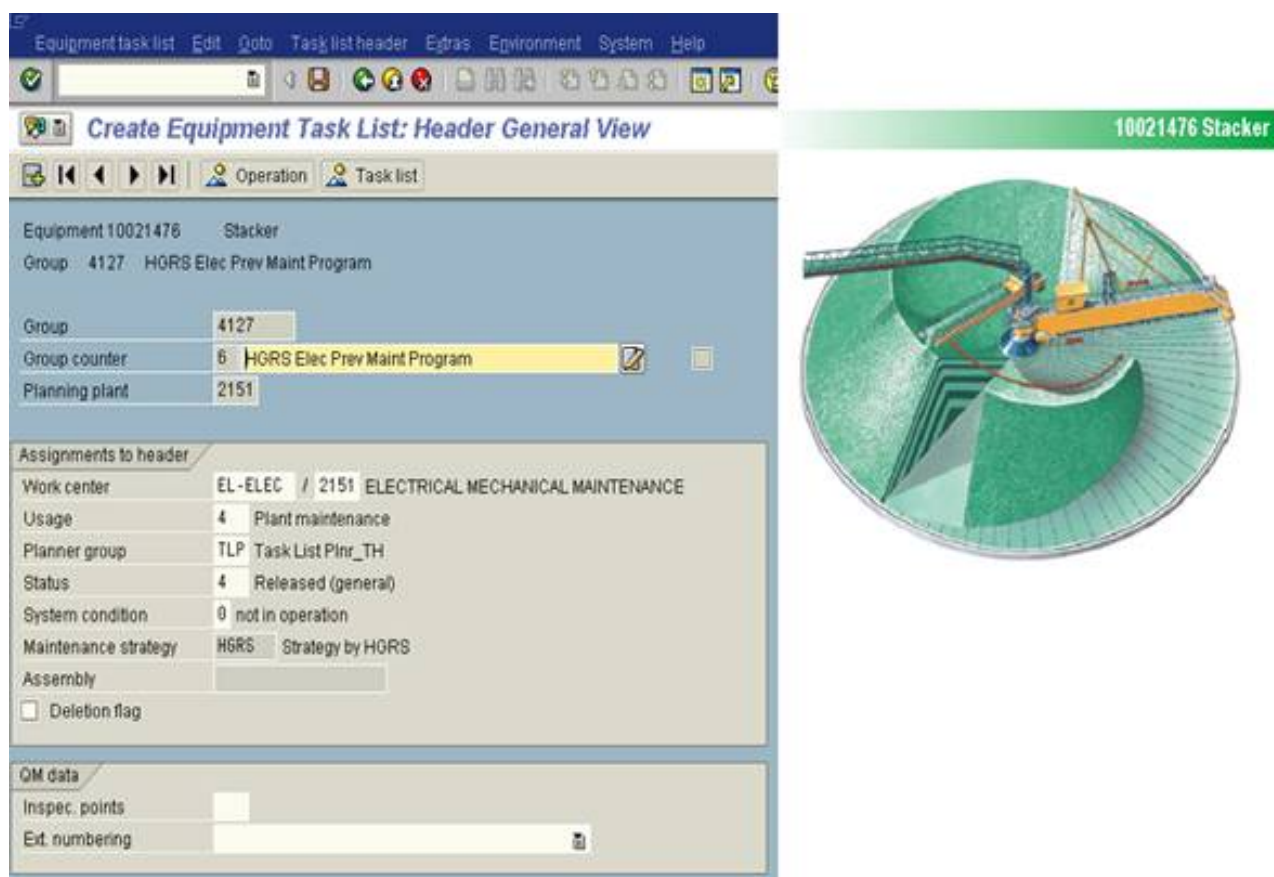 Equipment task list Edit Goto Task list header Extras Environment System Help
Create Equipment Task List: Header General View
10021476 Stacker
Operation Task list
Equipment 10021476 Stacker
Group 4127 HGRS Elec Prev Maint Program
Group 4127
Group counter 6 HGRS Elec Prev Maint Program
Planning plant 2151
Assignments to header
Work center EL-ELEC / 2151 ELECTRICAL MECHANICAL MAINTENANCE
Usage 4 Plant maintenance
Planner group TLP Task List Plnr_TH
Status 4 Released (general)
System condition 0 not in operation
Maintenance strategy HGRS Strategy by HGRS
Assembly
Deletion flag
QM data
Inspec. points
Ext. numbering